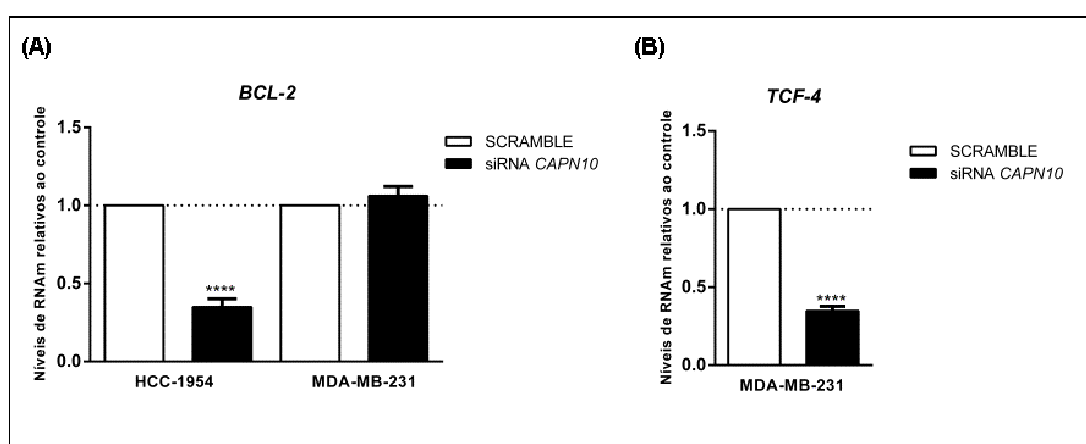 (A)
BCL-2
Níveis de RNAm relativos ao controle
1.5
1.0
0.5
0.0
****
HCC-1954
MDA-MB-231
SCRAMBLE
siRNA CAPN10
(B)
TCF-4
Níveis de RNAm relativos ao controle
1.5
1.0
0.5
0.0
****
MDA-MB-231
SCRAMBLE
siRNA CAPN10